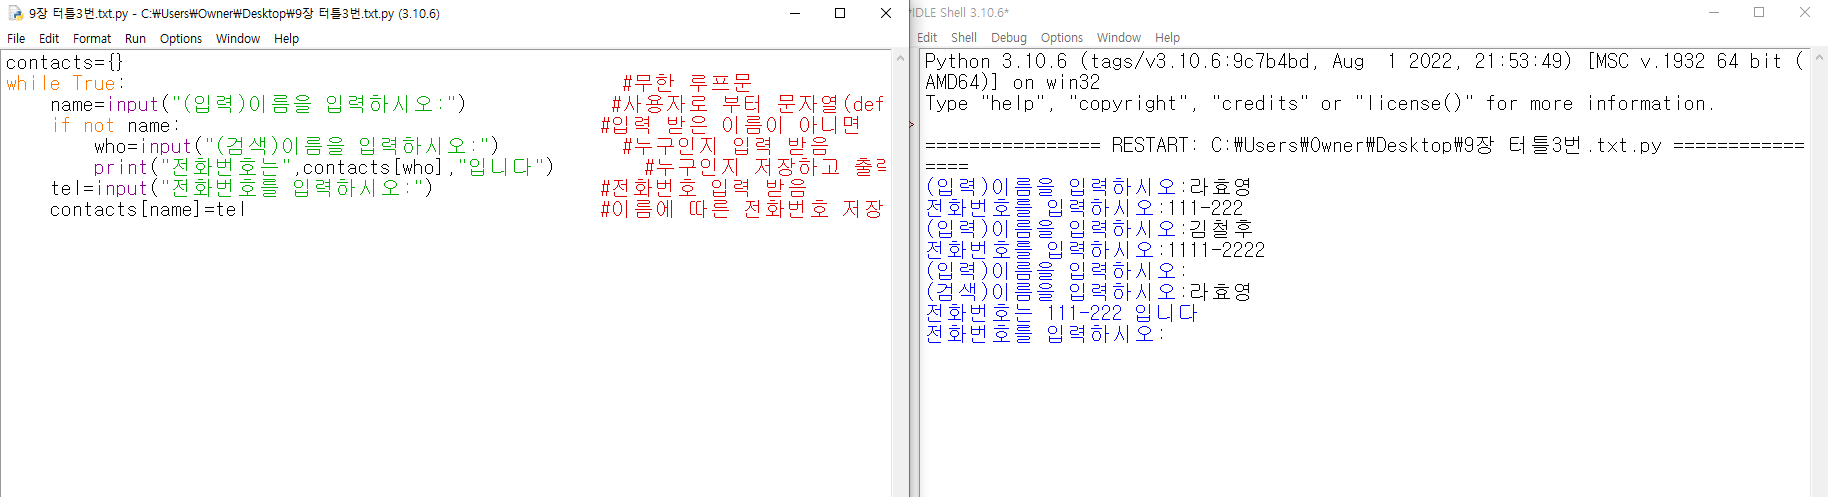 9장 터틀3번.txt.py - C:₩Users₩Owner₩Desktop₩9장 터틀3번.txt.py (3.10.6)
File Edit Format Run Options Window Help
contacts={}
while True: #무한 루프문
name=input("(입력)이름을 입력하시오:") #사용자로 부터 문자열(def
if not name: #입력 받은 이름이 아니면
who=input("(검색)이름을 입력하시오:") #누구인지 입력 받음
print("전화번호는",contacts[who],"입니다") #누구인지 저장하고 출력
tel=input("전화번호를 입력하시오:") #전화번호 입력 받음
contacts[name]=tel #이름에 따른 전화번호 저장
*IDLE Shell 3.10.6*
Edit Shell Debug Options Window Help
Python 3.10.6 (tags/v3.10.6:9c7b4bd, Aug  1 2022, 21:53:49) [MSC v.1932 64 bit (
AMD64)] on win32
Type "help", "copyright", "credits" or "license()" for more information.
================ RESTART: C:₩Users₩Owner₩Desktop₩9장 터틀3번.txt.py ============
====
(입력)이름을 입력하시오:라효영
전화번호를 입력하시오:111-222
(입력)이름을 입력하시오:김철후
전화번호를 입력하시오:1111-2222
(입력)이름을 입력하시오:
(검색)이름을 입력하시오:라효영
전화번호는 111-222 입니다
전화번호를 입력하시오: